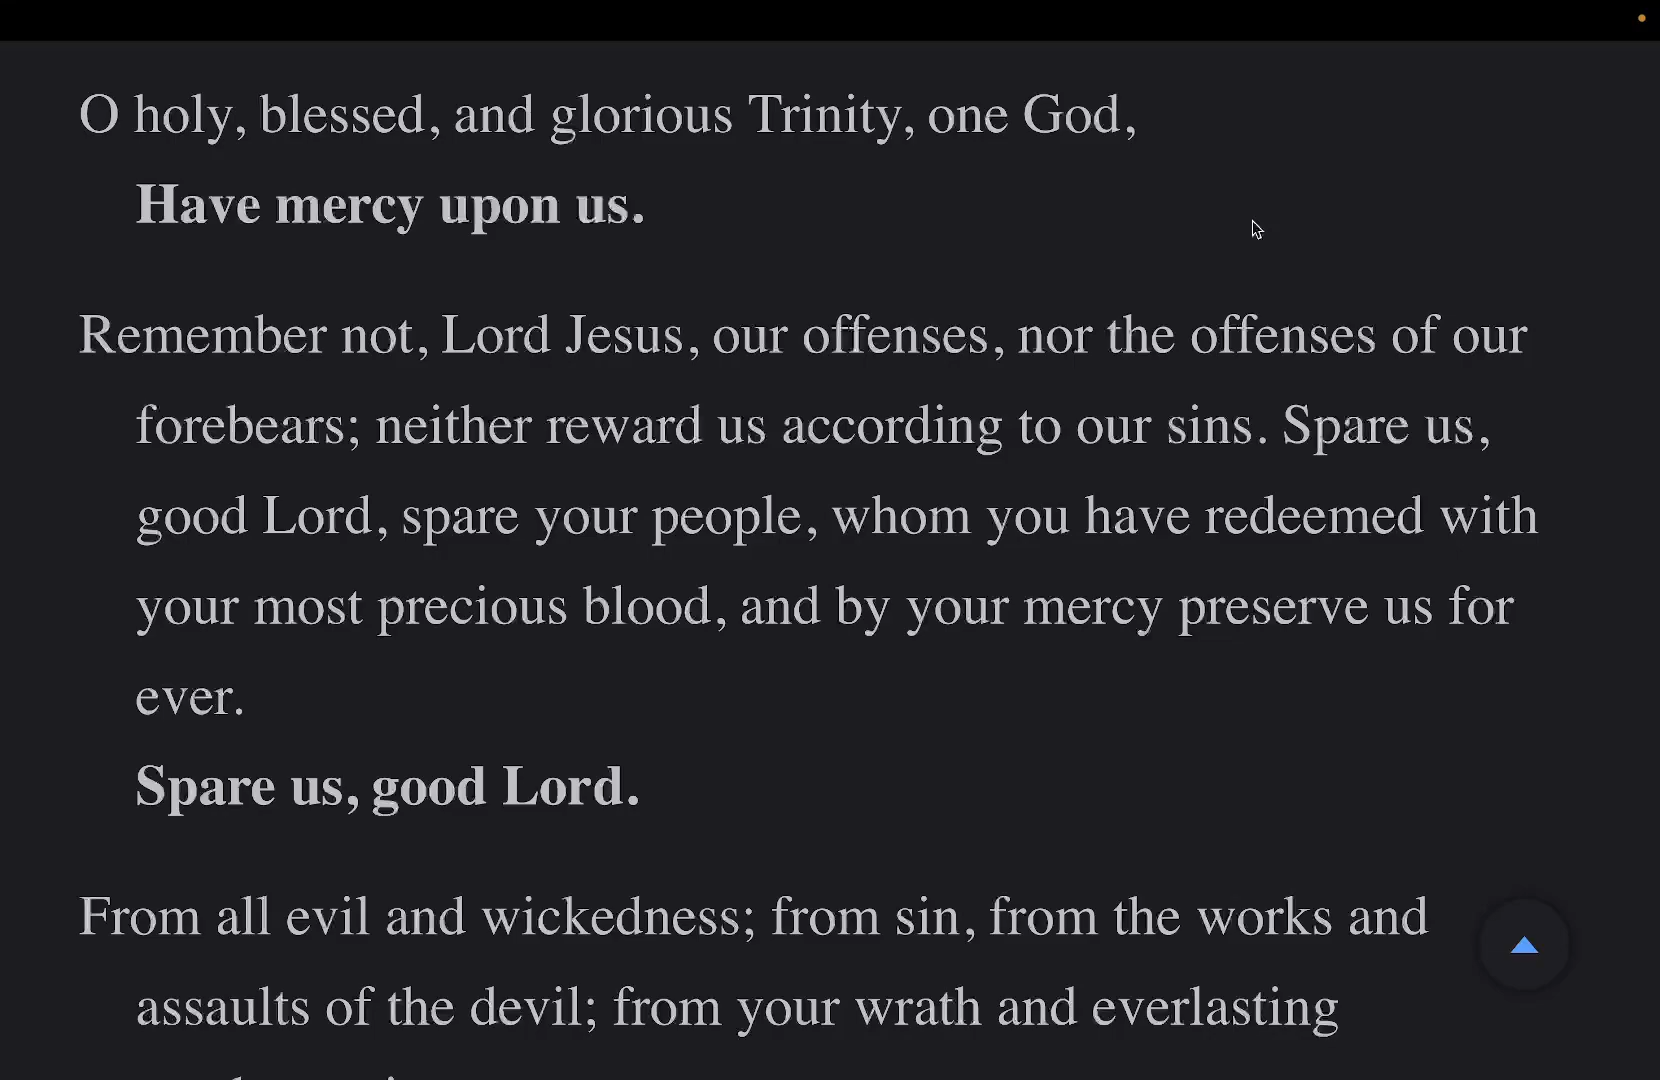 O holy, blessed, and glorious Trinity, one God,
Have mercy upon us.
Remember not, Lord Jesus, our offenses, nor the offenses of our
forebears; neither reward us according to our sins. Spare us,
good Lord, spare your people, whom you have redeemed with
your most precious blood, and by your mercy preserve us for
ever.
Spare us, good Lord.
From all evil and wickedness; from sin, from the works and
assaults of the devil; from your wrath and everlasting